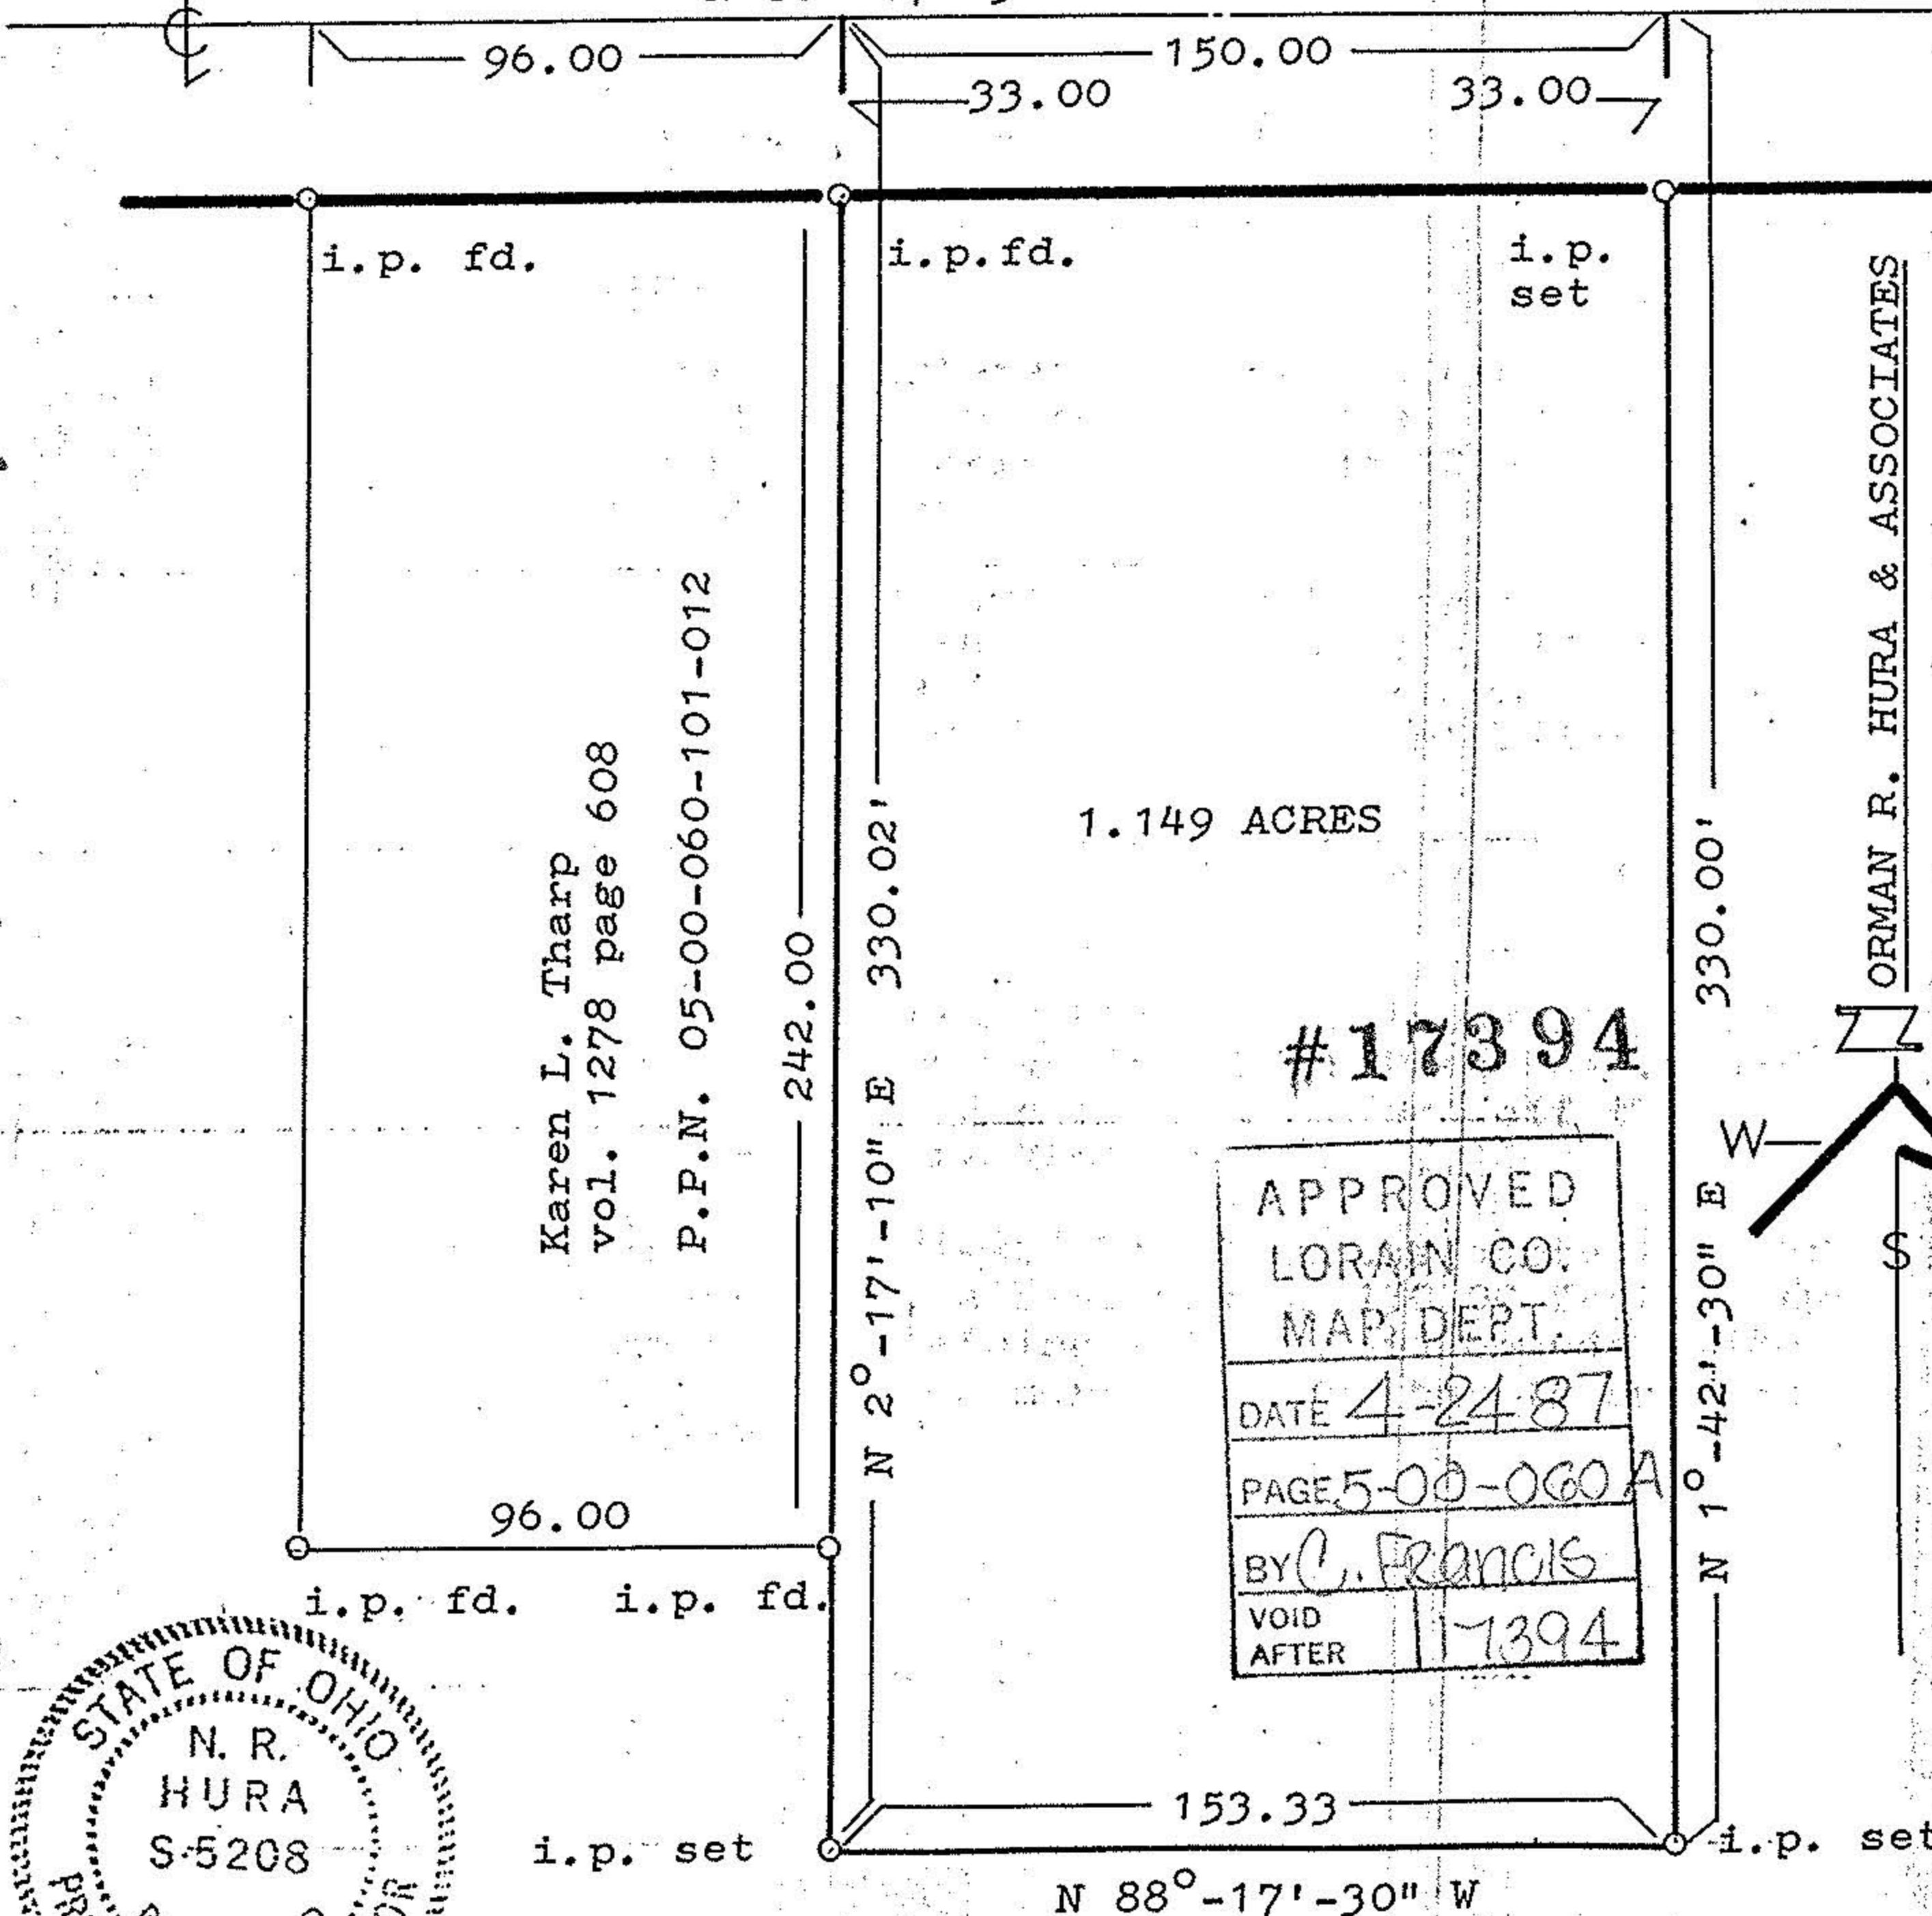 96.00
150.00
33.00
33.00
i.p. fd.
i.p.fd.
i.p.
set
Karen L. Tharp
vol. 1278 page 608
P.P.N. 05-00-060-101-012
242.00
N 2°-17'-10" E 330.02'
1.149 ACRES
#17394
APPROVED
LORAIN CO.
MAP DEPT.
DATE 4-24-87
PAGE 5-00-060 A
BY C. Francis
VOID
AFTER 17394
N 1°-42'-30" E 330.00'
ORMAN R. HURA & ASSOCIATES
W
S
96.00
i.p. fd.
i.p. fd.
STATE OF OHIO
N. R.
HURA
S-5208
i.p. set
153.33
i.p. set
N 88°-17'-30" W